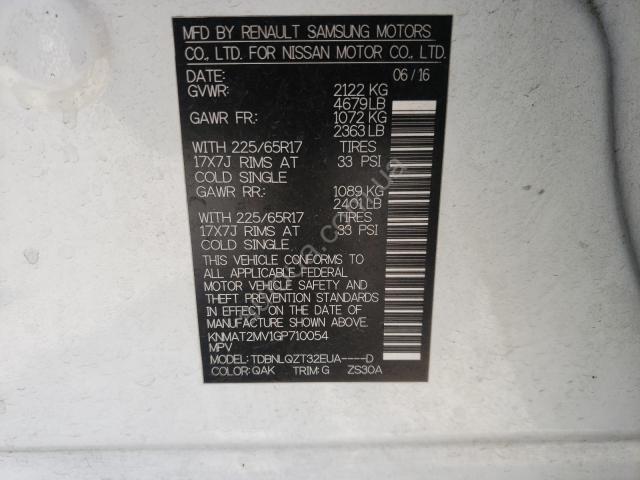 MFD BY RENAULT SAMSUNG MOTORS
CO., LTD. FOR NISSAN MOTOR CO., LTD.
DATE: 06/16
GVWR: 2122 KG
4679LB
GAWR FR: 1072 KG
2363LB
WITH 225/65R17 TIRES
17X7J RIMS AT 33 PSI
COLD SINGLE
GAWR RR: 1089 KG
2401LB
WITH 225/65R17 TIRES
17X7J RIMS AT 33 PSI
COLD SINGLE
THIS VEHICLE CONFORMS TO
ALL APPLICABLE FEDERAL
MOTOR VEHICLE SAFETY AND
THEFT PREVENTION STANDARDS
IN EFFECT ON THE DATE OF
MANUFACTURE SHOWN ABOVE.
KNMAT2MV1GP710054
MPV
MODEL: TDBNLQZT32EUA----D
COLOR: QAK TRIM: G ZS30A